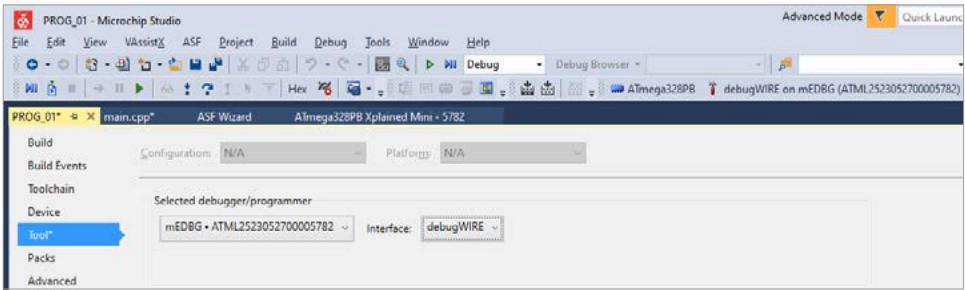 PROG_01 - Microchip Studio
Advanced Mode Quick Launc
File Edit View VAssistX ASF Project Build Debug Tools Window Help
Debug Debug Browser
Hex ATmega328PB debugWIRE on mEDBG (ATML2523052700005782)
PROG_01* main.cpp* ASF Wizard ATmega328PB Xplained Mini - 5782
Build
Configuration: N/A Platform: N/A
Build Events
Toolchain
Selected debugger/programmer
Device
mEDBG • ATML2523052700005782 Interface: debugWIRE
Tool*
Packs
Advanced